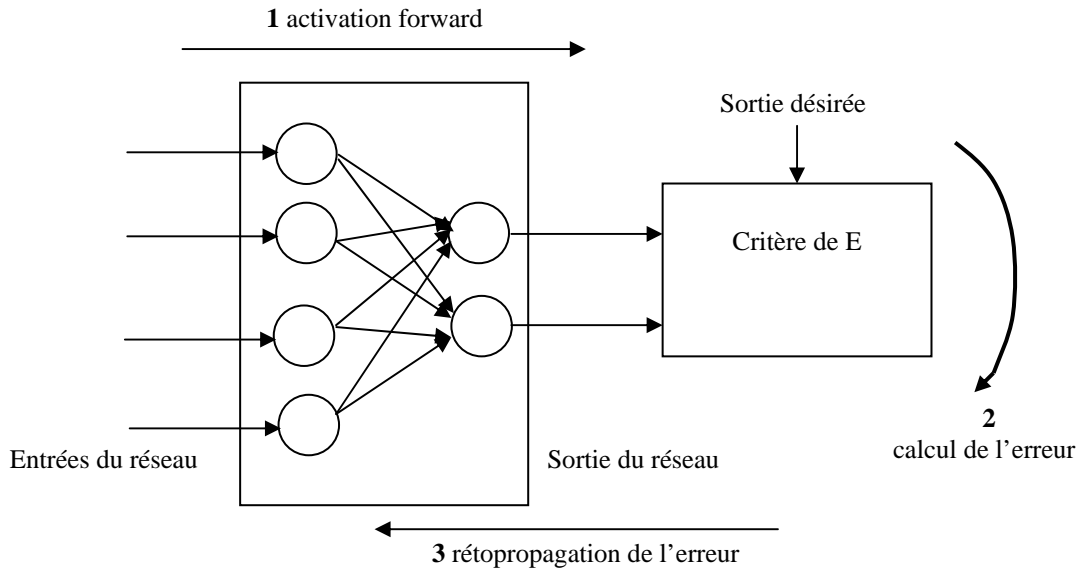 1 activation forward
Sortie désirée
Critère de E
2
calcul de l’erreur
Entrées du réseau
Sortie du réseau
3 rétopropagation de l’erreur